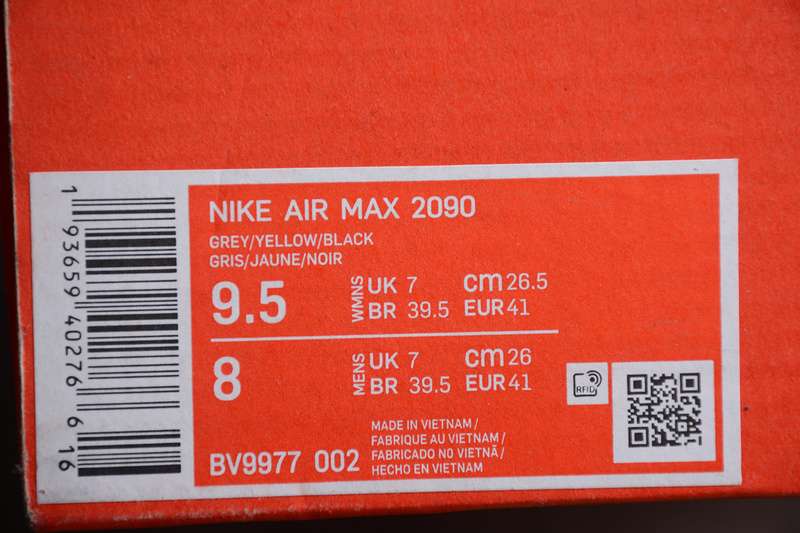 NIKE AIR MAX 2090
GREY/YELLOW/BLACK
GRIS/JAUNE/NOIR
9.5 WMNS UK 7 cm 26.5
BR 39.5 EUR 41
8 MENS UK 7 cm 26
BR 39.5 EUR 41
RFID
MADE IN VIETNAM /
FABRIQUE AU VIETNAM /
FABRICADO NO VIETNÃ /
HECHO EN VIETNAM
BV9977 002
1 93659 40276 6 16